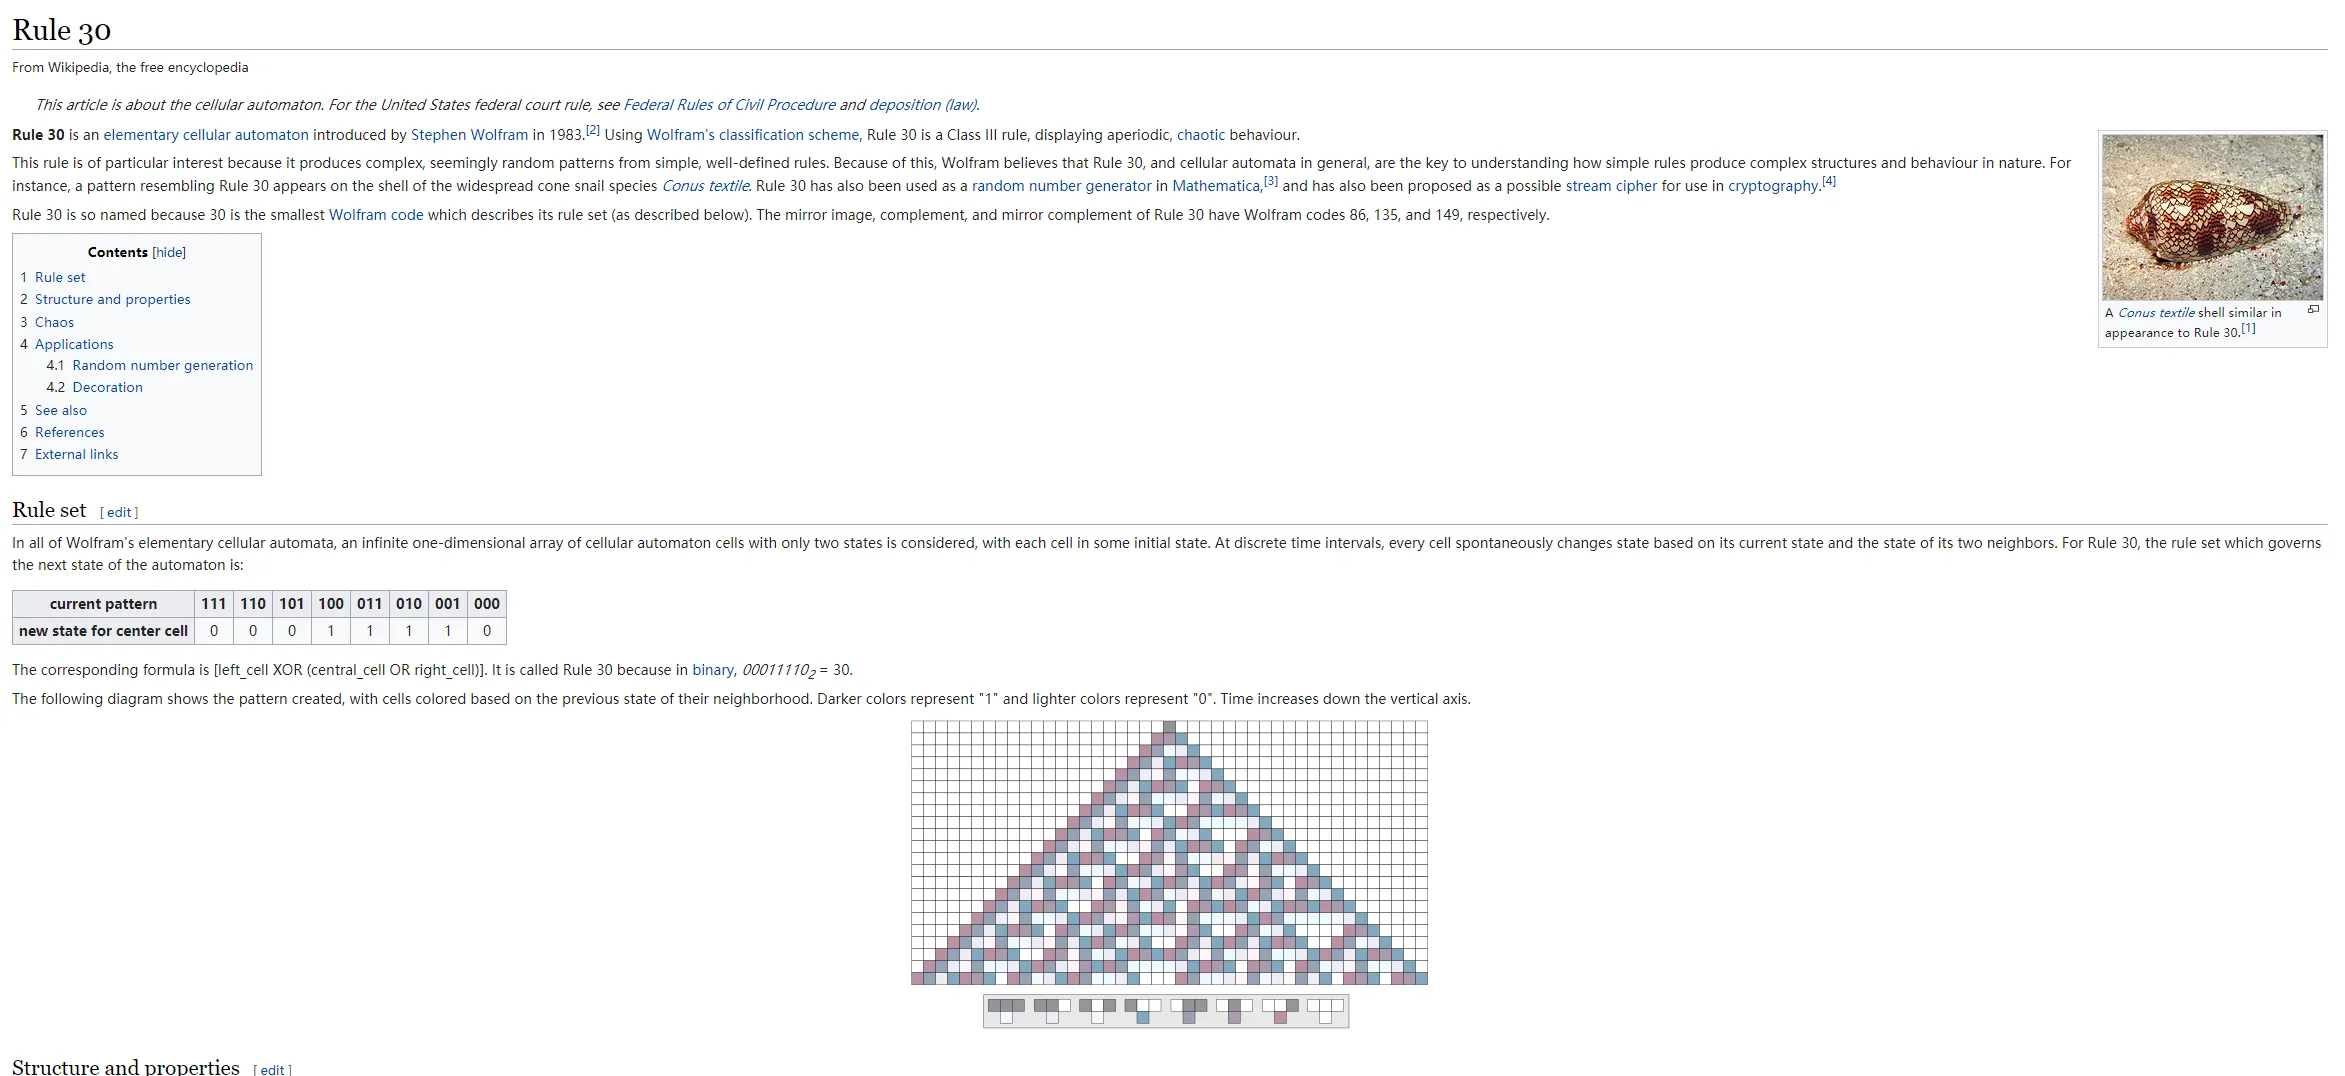 Rule 30
From Wikipedia, the free encyclopedia
This article is about the cellular automaton. For the United States federal court rule, see Federal Rules of Civil Procedure and deposition (law).
Rule 30 is an elementary cellular automaton introduced by Stephen Wolfram in 1983.[2] Using Wolfram's classification scheme, Rule 30 is a Class III rule, displaying aperiodic, chaotic behaviour.
This rule is of particular interest because it produces complex, seemingly random patterns from simple, well-defined rules. Because of this, Wolfram believes that Rule 30, and cellular automata in general, are the key to understanding how simple rules produce complex structures and behaviour in nature. For
instance, a pattern resembling Rule 30 appears on the shell of the widespread cone snail species Conus textile. Rule 30 has also been used as a random number generator in Mathematica,[3] and has also been proposed as a possible stream cipher for use in cryptography.[4]
Rule 30 is so named because 30 is the smallest Wolfram code which describes its rule set (as described below). The mirror image, complement, and mirror complement of Rule 30 have Wolfram codes 86, 135, and 149, respectively.
A Conus textile shell similar in
appearance to Rule 30.[1]
Contents [hide]
1 Rule set
2 Structure and properties
3 Chaos
4 Applications
4.1 Random number generation
4.2 Decoration
5 See also
6 References
7 External links
Rule set [ edit ]
In all of Wolfram's elementary cellular automata, an infinite one-dimensional array of cellular automaton cells with only two states is considered, with each cell in some initial state. At discrete time intervals, every cell spontaneously changes state based on its current state and the state of its two neighbors. For Rule 30, the rule set which governs
the next state of the automaton is:
current pattern 111 110 101 100 011 010 001 000
new state for center cell 0 0 0 1 1 1 1 0
The corresponding formula is [left_cell XOR (central_cell OR right_cell)]. It is called Rule 30 because in binary, 00011110₂ = 30.
The following diagram shows the pattern created, with cells colored based on the previous state of their neighborhood. Darker colors represent "1" and lighter colors represent "0". Time increases down the vertical axis.
Structure and properties [ edit ]